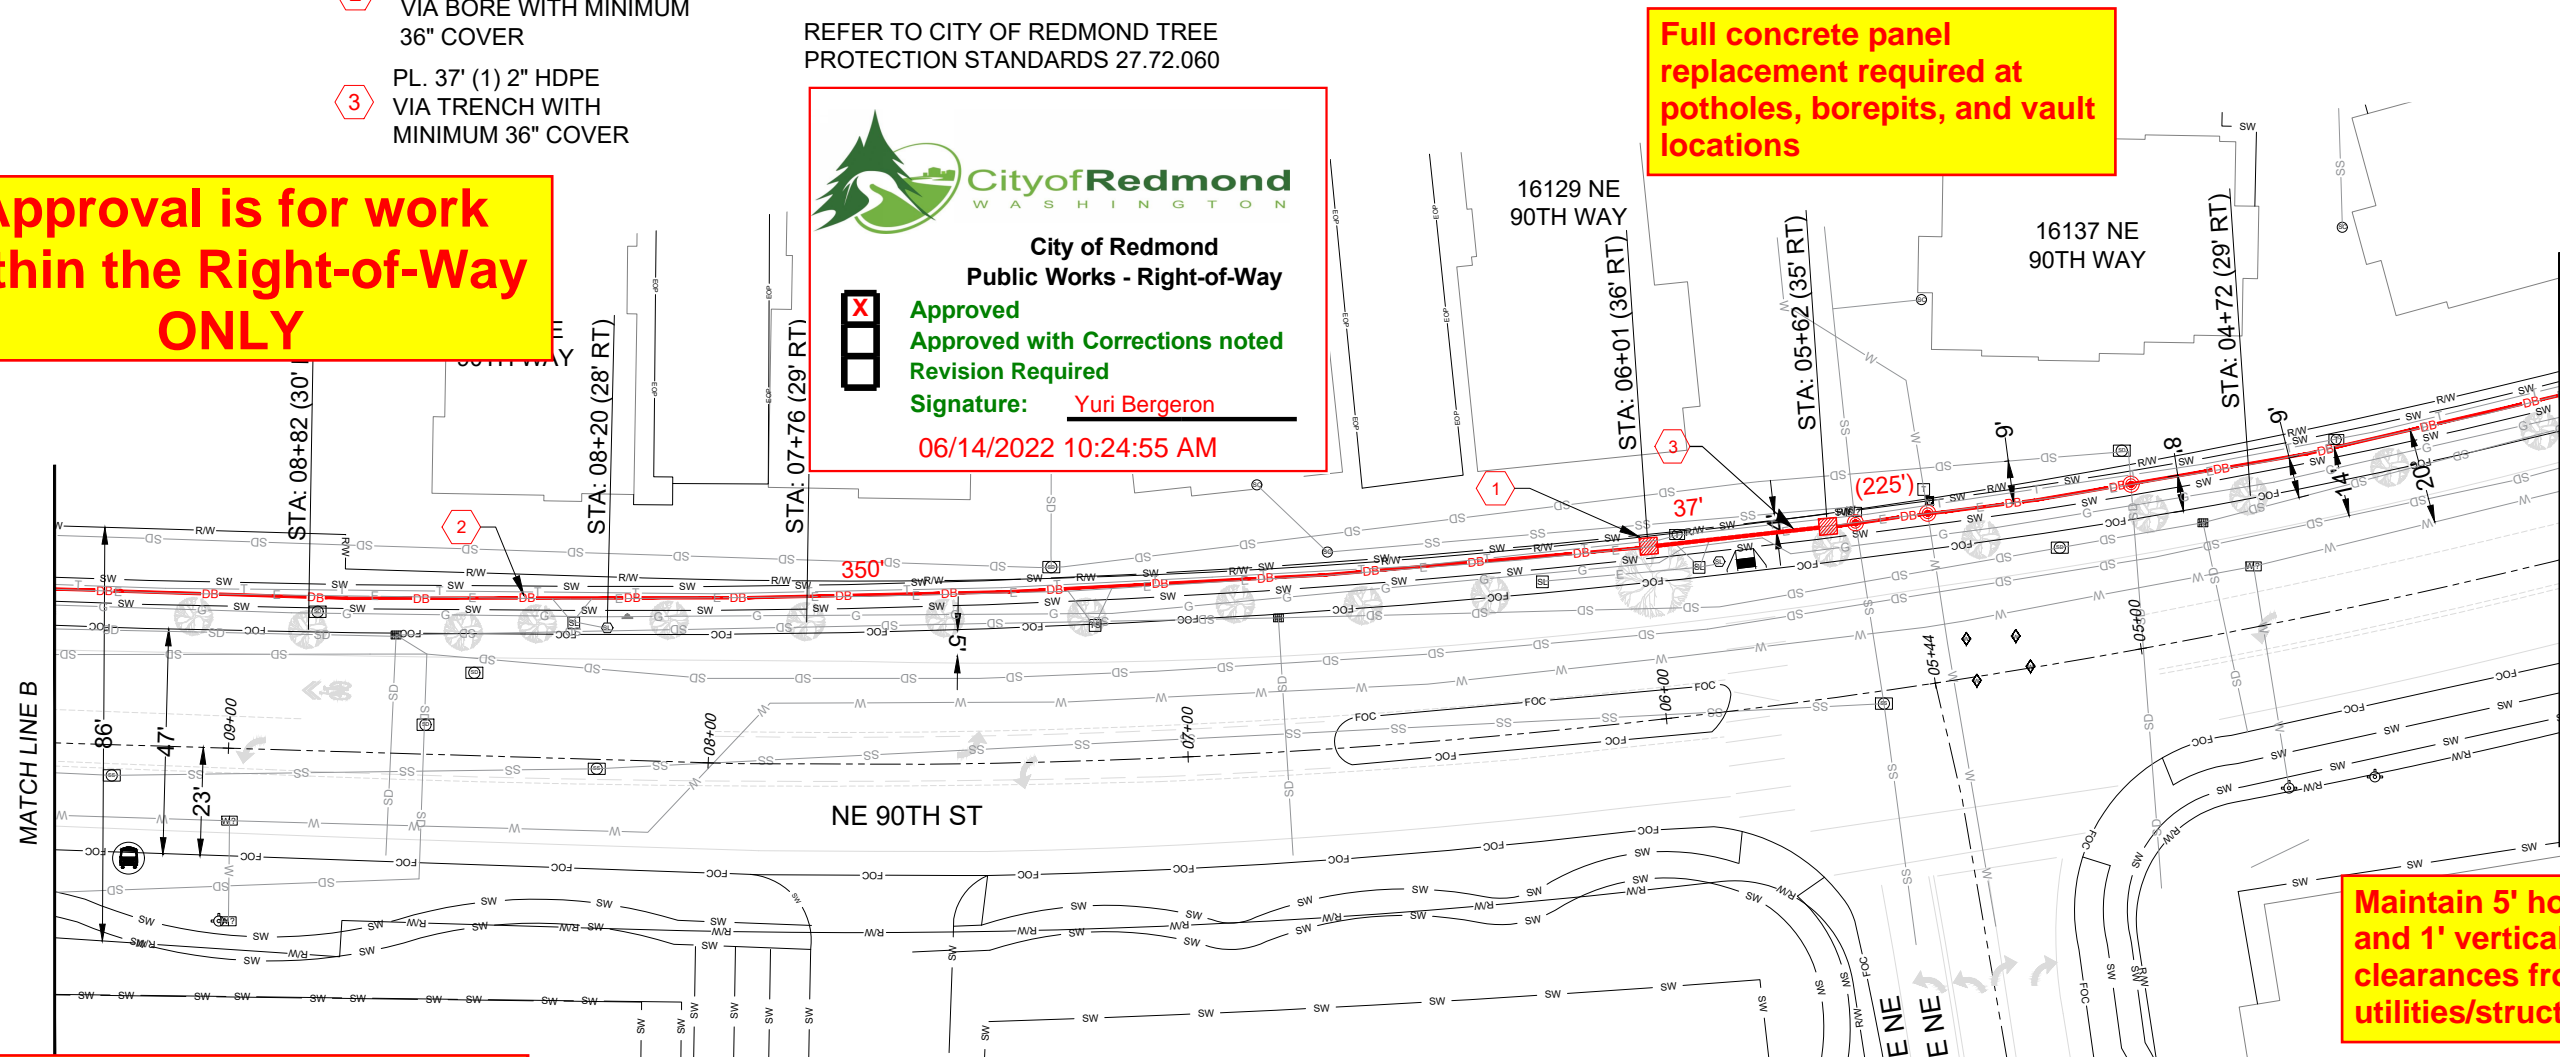 VIA BORE WITH MINIMUM
36" COVER
3
PL. 37' (1) 2" HDPE
VIA TRENCH WITH
MINIMUM 36" COVER
REFER TO CITY OF REDMOND TREE
PROTECTION STANDARDS 27.72.060
Full concrete panel
replacement required at
potholes, borepits, and vault
locations
Approval is for work
within the Right-of-Way
ONLY
90TH WAY
CityofRedmond
WASHINGTON
City of Redmond
Public Works - Right-of-Way
X
Approved
Approved with Corrections noted
Revision Required
Signature: Yuri Bergeron
06/14/2022 10:24:55 AM
16129 NE
90TH WAY
16137 NE
90TH WAY
STA: 08+82 (30'
STA: 08+20 (28' RT)
STA: 07+76 (29' RT)
STA: 06+01 (36' RT)
STA: 05+62 (35' RT)
STA: 04+72 (29' RT)
2
350'
1
37'
3
(225')
9'
8'
9'
14'
20'
5'
MATCH LINE B
86'
47'
23'
09+00
08+00
07+00
06+00
05+44
05+00
NE 90TH ST
E NE
E NE
Maintain 5' ho
and 1' vertical
clearances fro
utilities/struct